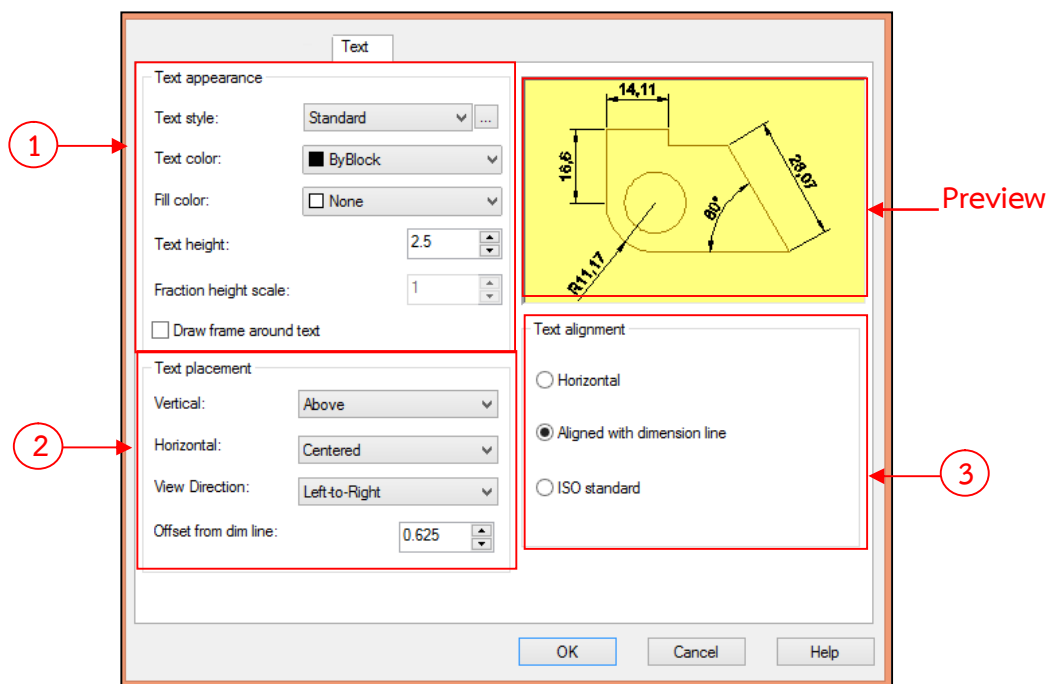 Text
Text appearance
Text style: Standard ...
Text color: ByBlock
Fill color: None
Text height: 2.5
Fraction height scale: 1
Draw frame around text
1
14,11
16,6
28,07
60°
R11,17
Preview
Text placement
Vertical: Above
Horizontal: Centered
View Direction: Left-to-Right
Offset from dim line: 0.625
2
Text alignment
Horizontal
Aligned with dimension line
ISO standard
3
OK Cancel Help